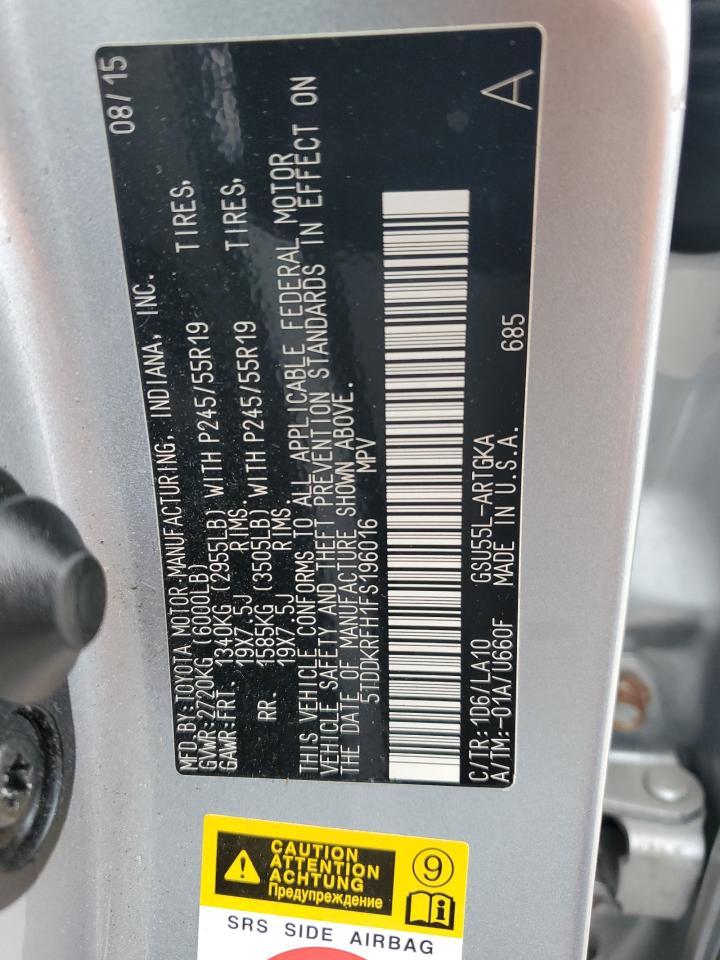 MFD.BY:TOYOTA MOTOR MANUFACTURING, INDIANA, INC. 08/15
GVWR:2720KG (6000LB)
GAWR:FRT. 1340KG (2955LB) WITH P245/55R19 TIRES,
19X7.5J RIMS.
RR. 1585KG (3505LB) WITH P245/55R19 TIRES,
19X7.5J RIMS.
THIS VEHICLE CONFORMS TO ALL APPLICABLE FEDERAL MOTOR
VEHICLE SAFETY AND THEFT PREVENTION STANDARDS IN EFFECT ON
THE DATE OF MANUFACTURE SHOWN ABOVE.
5TDDKRFH1FS196016 MPV
C/TR:1D6/LA10 GSU55L-ARTGKA
A/TM:-01A/U660F MADE IN U.S.A. 685 A
CAUTION
ATTENTION
ACHTUNG
Предупреждение
9
SRS SIDE AIRBAG